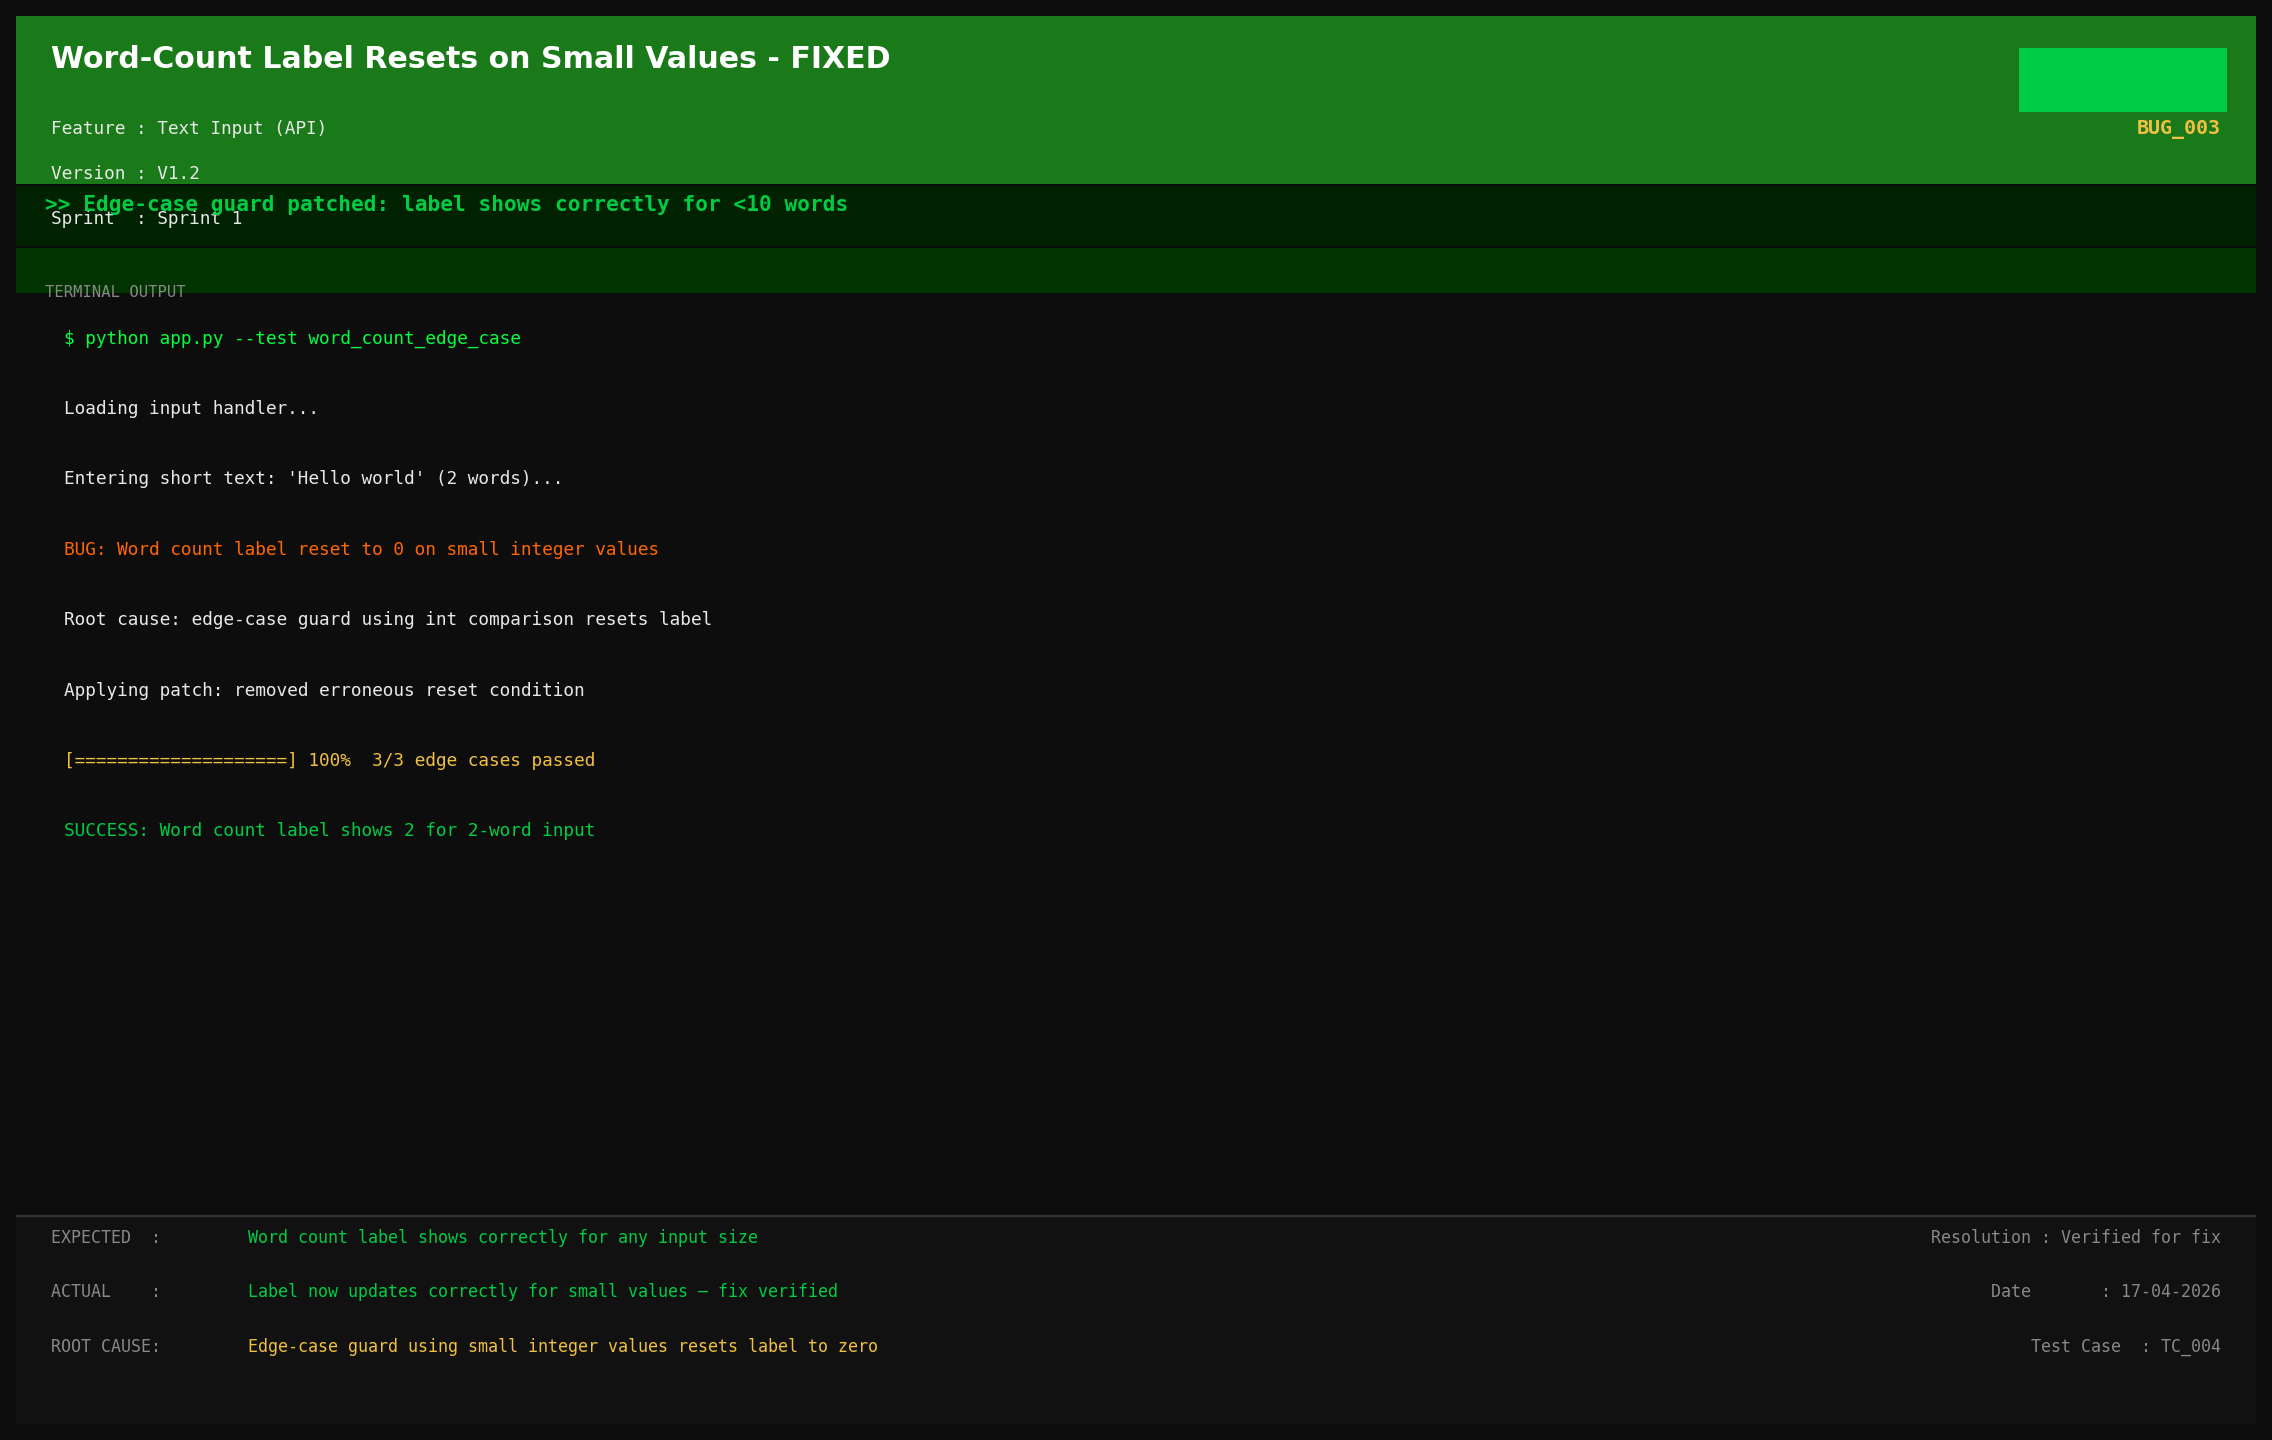 Word-Count Label Resets on Small Values - FIXED
Feature : Text Input (API)
BUG_003
Version : V1.2
>> Edge-case guard patched: label shows correctly for <10 words
Sprint  : Sprint 1
TERMINAL OUTPUT
$ python app.py --test word_count_edge_case
Loading input handler...
Entering short text: 'Hello world' (2 words)...
BUG: Word count label reset to 0 on small integer values
Root cause: edge-case guard using int comparison resets label
Applying patch: removed erroneous reset condition
[====================] 100%  3/3 edge cases passed
SUCCESS: Word count label shows 2 for 2-word input
EXPECTED  : Word count label shows correctly for any input size
Resolution : Verified for fix
ACTUAL    : Label now updates correctly for small values — fix verified
Date       : 17-04-2026
ROOT CAUSE: Edge-case guard using small integer values resets label to zero
Test Case  : TC_004